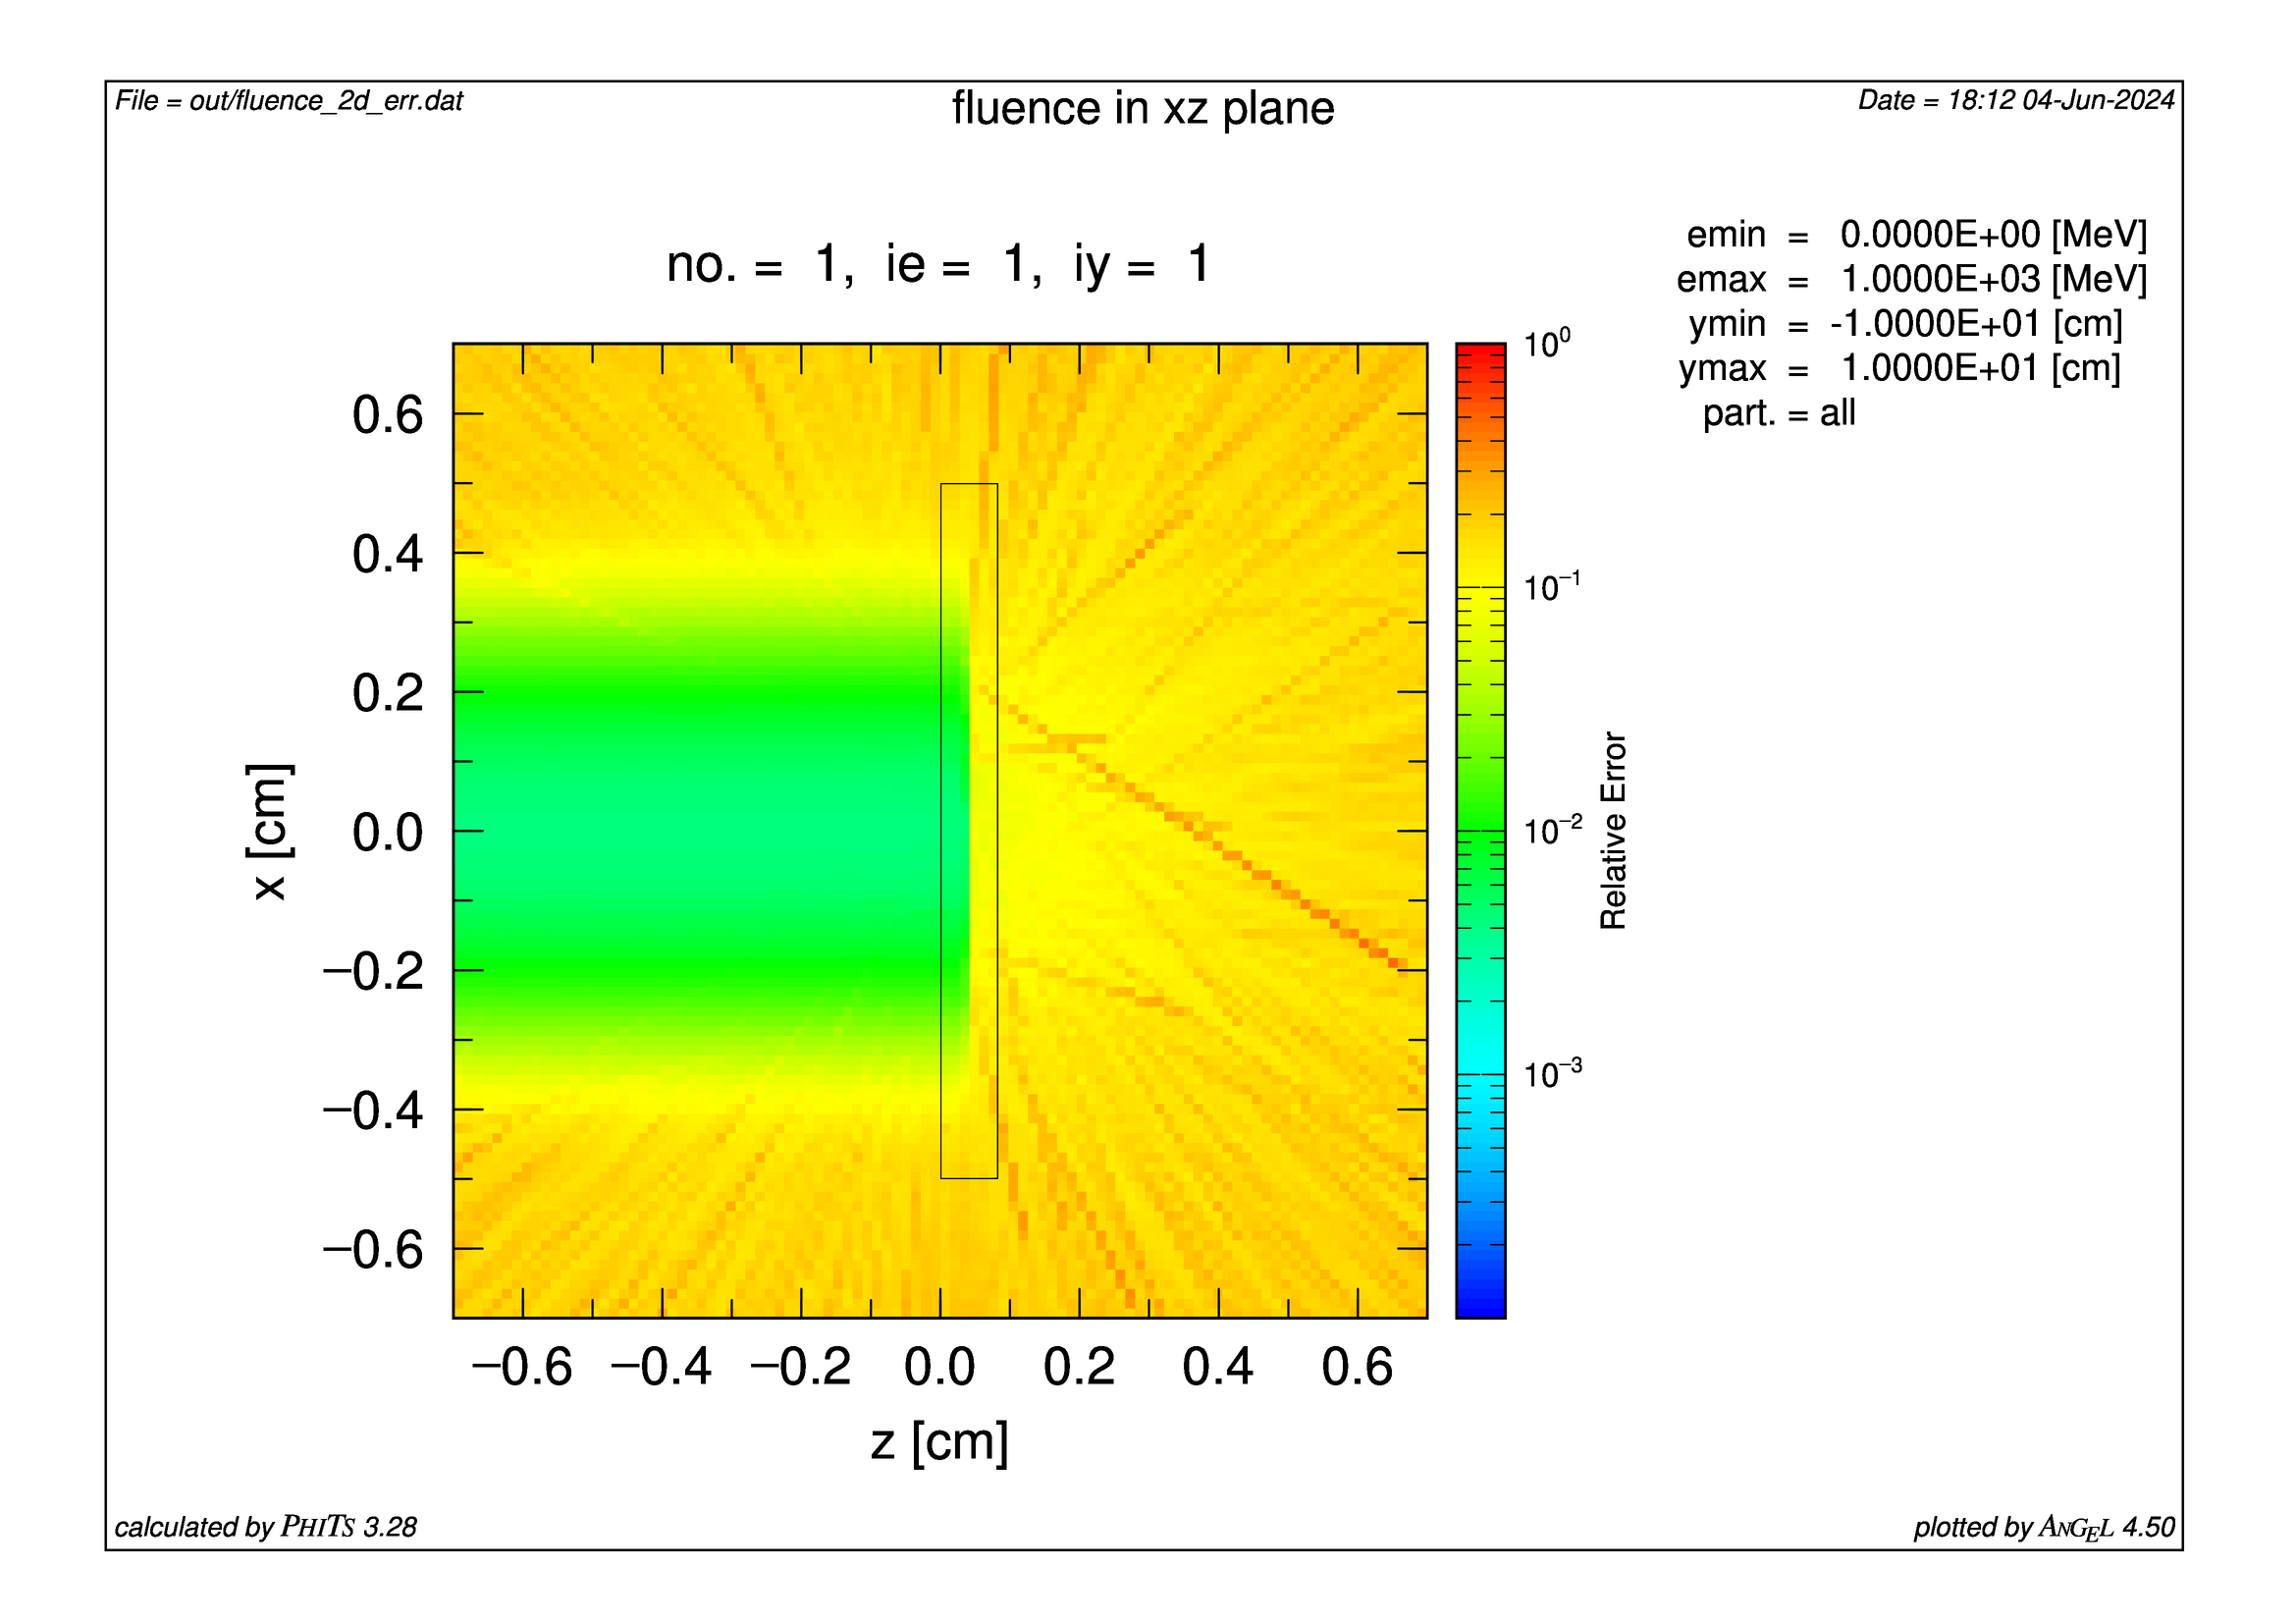 File = out/fluence_2d_err.dat
fluence in xz plane
Date = 18:12 04-Jun-2024
no. = 1, ie = 1, iy = 1
emin = 0.0000E+00 [MeV]
emax = 1.0000E+03 [MeV]
ymin = -1.0000E+01 [cm]
ymax = 1.0000E+01 [cm]
part. = all
0.6
0.4
0.2
0.0
−0.2
−0.4
−0.6
x [cm]
−0.6 −0.4 −0.2 0.0 0.2 0.4 0.6
z [cm]
10⁰
10⁻¹
10⁻²
10⁻³
Relative Error
calculated by PHITS 3.28
plotted by ANGEL 4.50